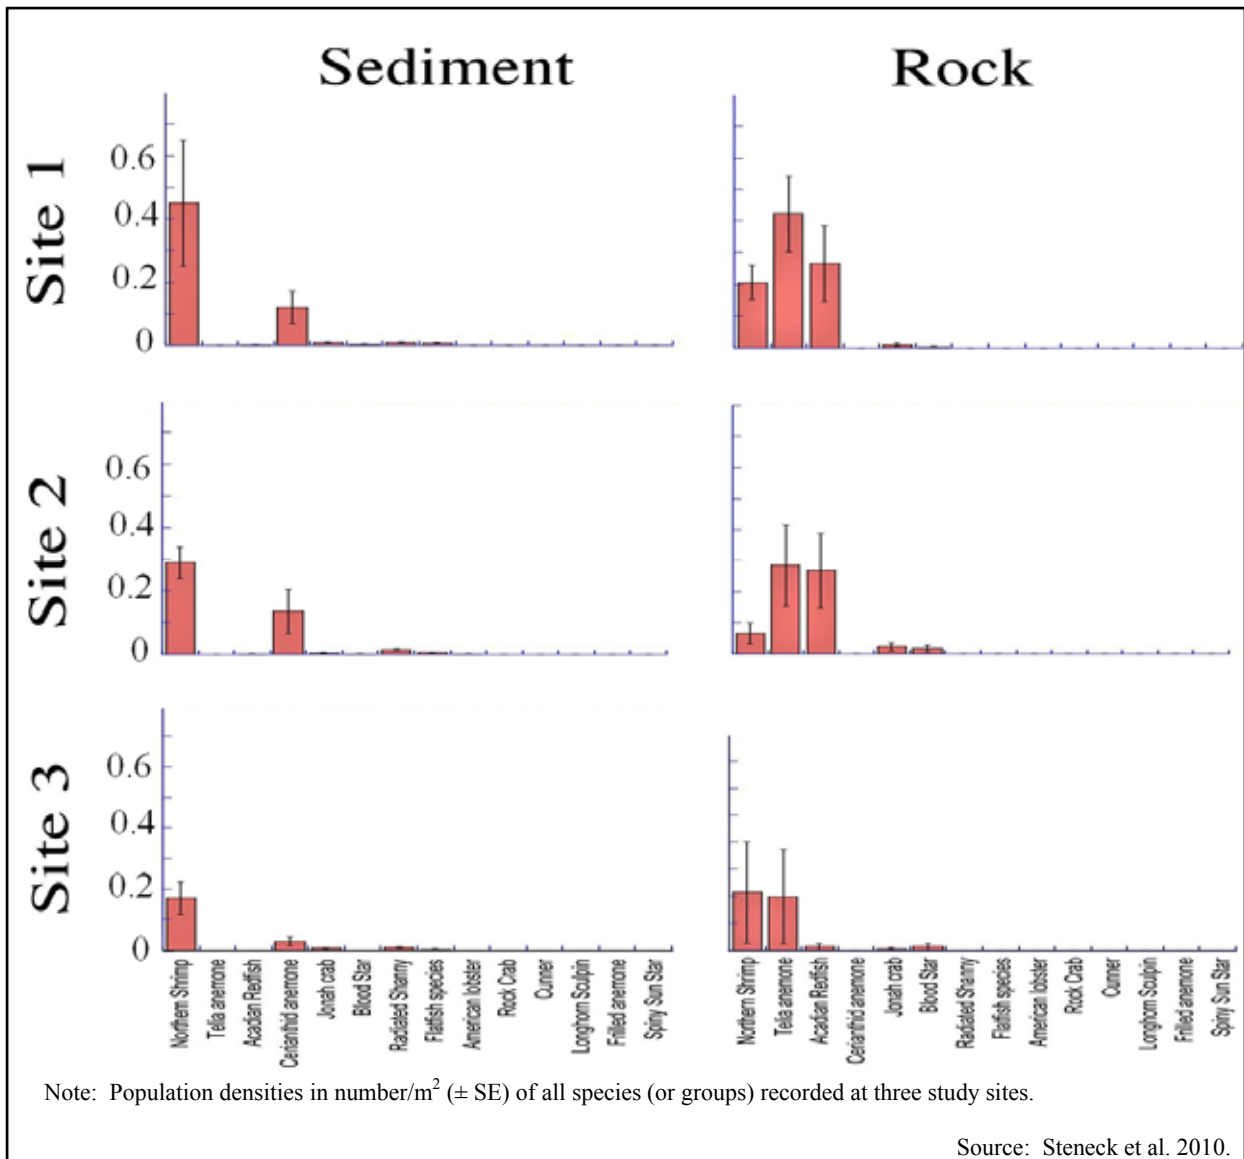 Sediment
Rock
Site 1
0.6
0.4
0.2
0
Site 2
0.6
0.4
0.2
0
Site 3
0.6
0.4
0.2
0
Northern Shrimp
Telia anemone
Acadian Redfish
Cerianthid anemone
Jonah crab
Blood Star
Radiated Shanny
Flatfish species
American lobster
Rock Crab
Cunner
Longhorn Sculpin
Frilled anemone
Spiny Sun Star
Northern Shrimp
Telia anemone
Acadian Redfish
Cerianthid anemone
Jonah crab
Blood Star
Radiated Shanny
Flatfish species
American lobster
Rock Crab
Cunner
Longhorn Sculpin
Frilled anemone
Spiny Sun Star
Note: Population densities in number/m² (± SE) of all species (or groups) recorded at three study sites.
Source: Steneck et al. 2010.